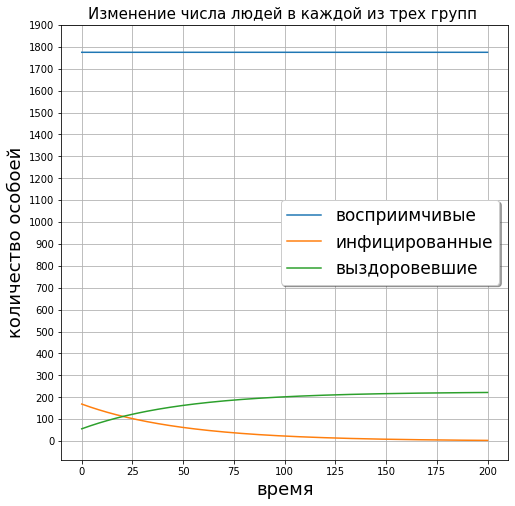 Изменение числа людей в каждой из трех групп
1900
1800
1700
1600
1500
1400
1300
1200
1100
1000
900
800
700
600
500
400
300
200
100
0
количество особоей
восприимчивые
инфицированные
выздоровевшие
0 25 50 75 100 125 150 175 200
время